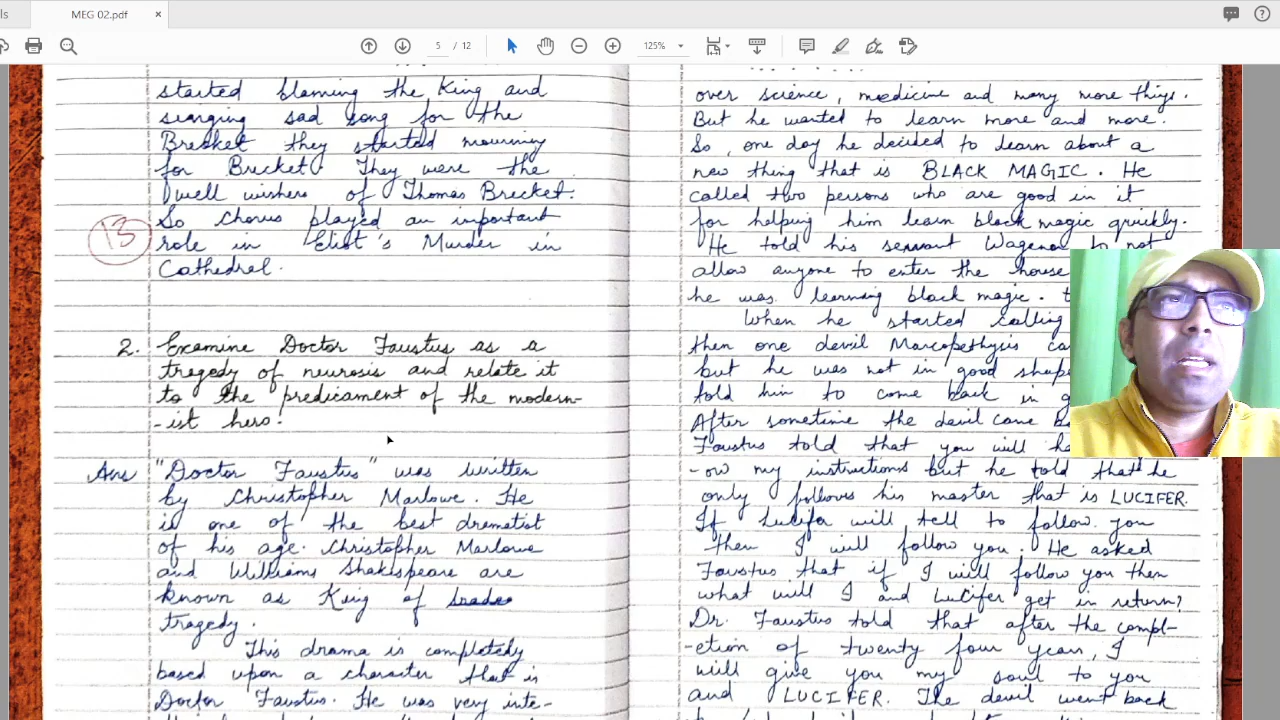 ls
MEG 02.pdf
5 / 12
125%
started blaming the King and
singing sad song for the
Brecket they started mourning
for Brecket They were the
well wishers of Thomas Brecket.
So chorus played an important
13
role in Eliot's Murder in
Cathedral.
2. Examine Doctor Faustus as a
tragedy of neurosis and relate it
to the predicament of the modern-
-ist hero.
Ans "Doctor Faustus" was written
by Christopher Marlowe. He
is one of the best dramatist
of his age. Christopher Marlowe
and William Shakespeare are
known as King of
tragedy.
This drama is completely
based upon a character that
Doctor Faustus. He was very inte-
over science, medicine and many more things.
But he wanted to learn more and more.
So, one day he decided to learn about a
new thing that is BLACK MAGIC. He
called two persons who are good in it
for helping him learn black magic quickly.
He told his servant to not
allow anyone to enter the house
he was learning black magic.
When he started calling
then one devil
but he was not in good shape
told him to come back in
After sometime the devil came
Faustus told that you will
-ow my instructions but he told that he
only follows his master that is LUCIFER.
If Lucifer will tell to follow you
then I will follow you. He asked
Faustus that if I will follow you then
what will I and Lucifer get in return?
Dr. Faustus told that after the compl-
-etion of twenty four years, I
will give you my soul to you
and LUCIFER. The devil went back